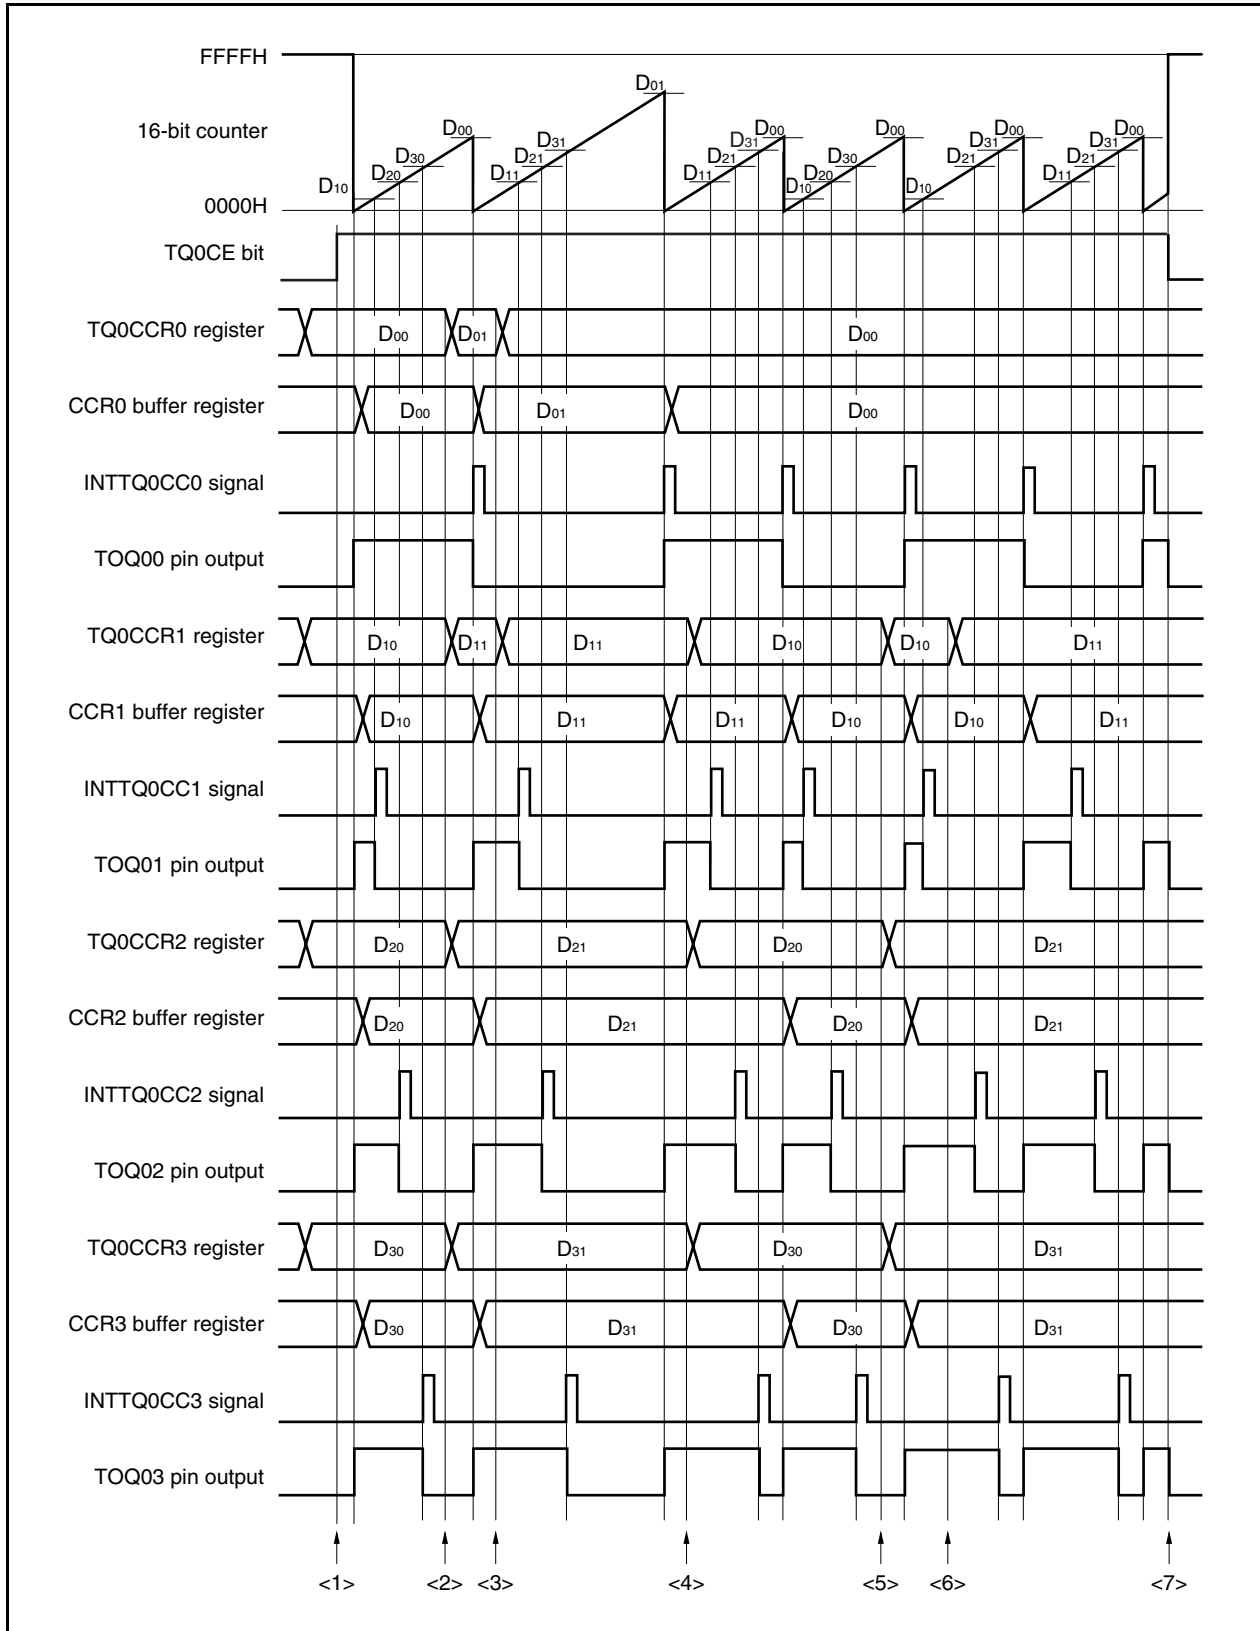 FFFFH
D01
16-bit counter
D00 D00 D00 D00 D00
D30 D31 D31 D30 D31 D31
D20 D21 D21 D20 D21 D21
D10 D11 D11 D10 D10 D11
0000H
TQ0CE bit
TQ0CCR0 register D00 D01 D00
CCR0 buffer register D00 D01 D00
INTTQ0CC0 signal
TOQ00 pin output
TQ0CCR1 register D10 D11 D11 D10 D10 D11
CCR1 buffer register D10 D11 D11 D10 D10 D11
INTTQ0CC1 signal
TOQ01 pin output
TQ0CCR2 register D20 D21 D20 D21
CCR2 buffer register D20 D21 D20 D21
INTTQ0CC2 signal
TOQ02 pin output
TQ0CCR3 register D30 D31 D30 D31
CCR3 buffer register D30 D31 D30 D31
INTTQ0CC3 signal
TOQ03 pin output
<1> <2> <3> <4> <5> <6> <7>